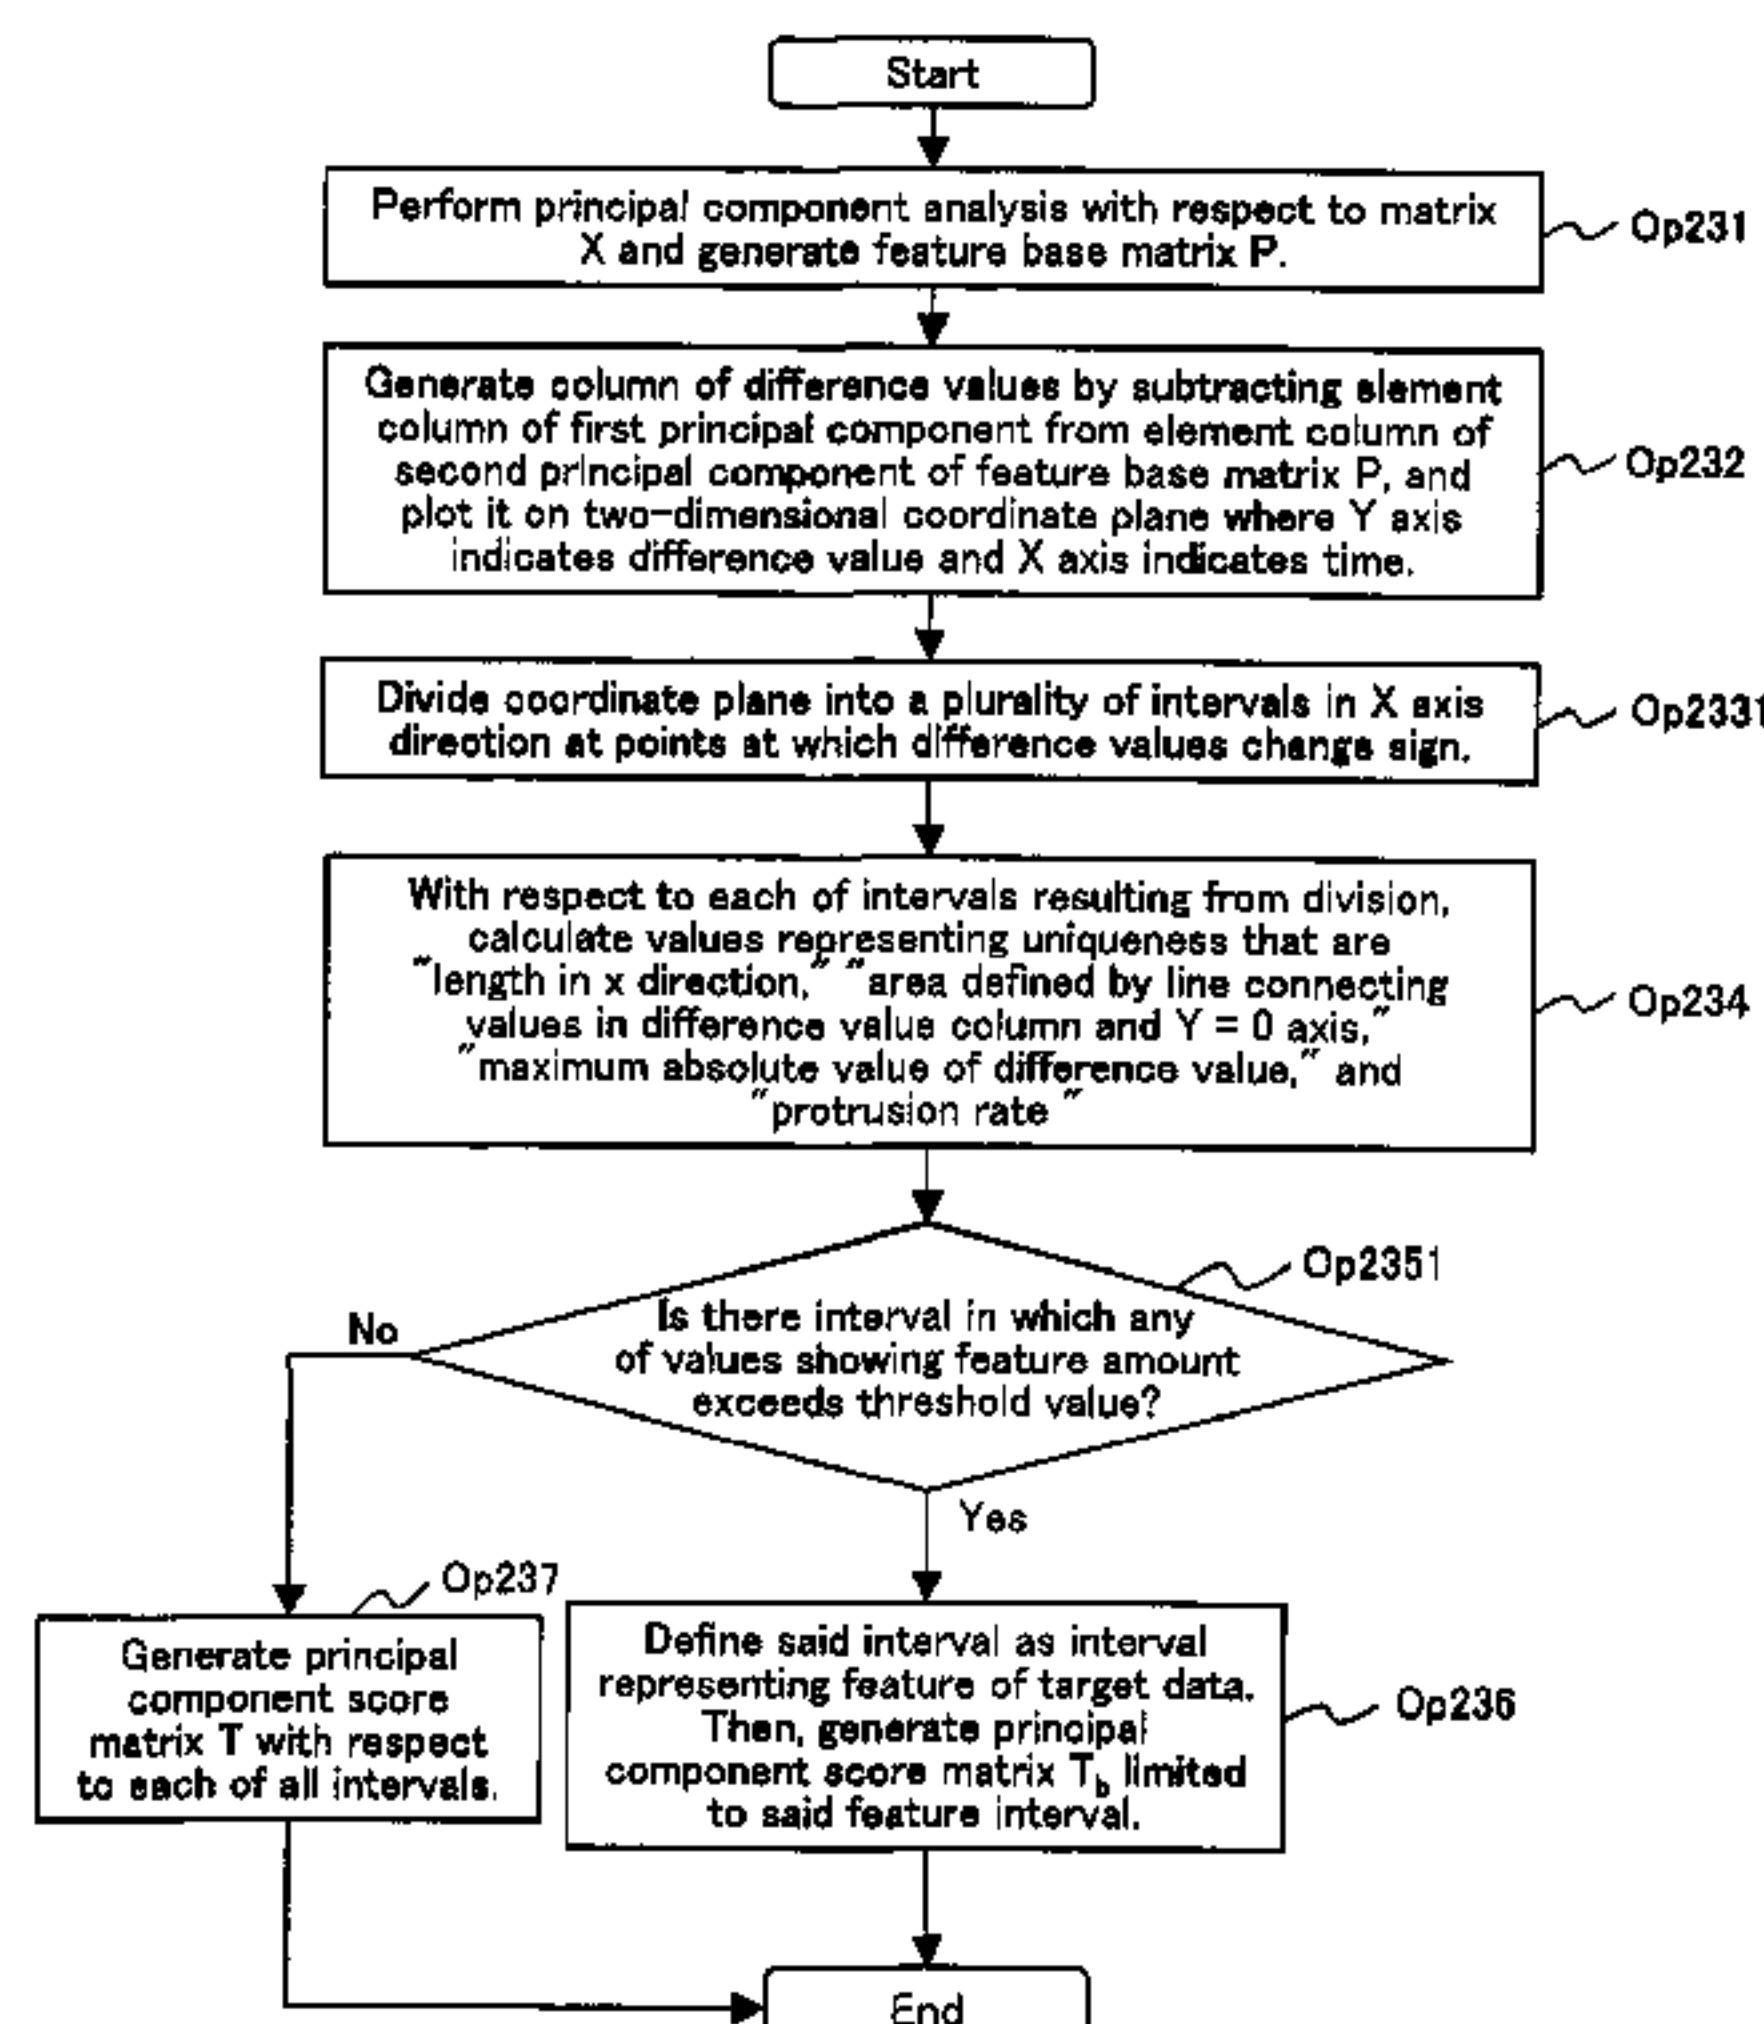 Start
Perform principal component analysis with respect to matrix
X and generate feature base matrix P.
Op231
Generate column of difference values by subtracting element
column of first principal component from element column of
second principal component of feature base matrix P, and
plot it on two-dimensional coordinate plane where Y axis
indicates difference value and X axis indicates time.
Op232
Divide coordinate plane into a plurality of intervals in X axis
direction at points at which difference values change sign.
Op2331
With respect to each of intervals resulting from division,
calculate values representing uniqueness that are
"length in x direction," "area defined by line connecting
values in difference value column and Y = 0 axis,"
"maximum absolute value of difference value," and
"protrusion rate "
Op234
Op2351
Is there interval in which any
of values showing feature amount
exceeds threshold value?
No
Yes
Op237
Generate principal
component score
matrix T with respect
to each of all intervals.
Define said interval as interval
representing feature of target data.
Then, generate principal
component score matrix Tb limited
to said feature interval.
Op236
End